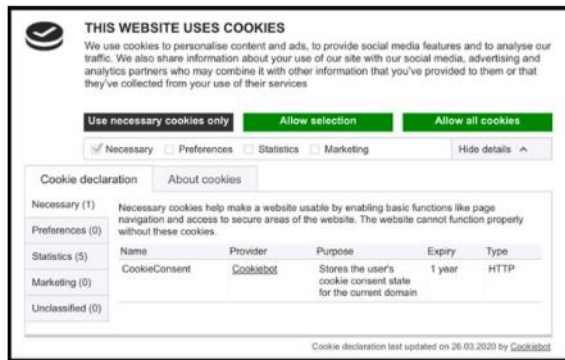 THIS WEBSITE USES COOKIES
We use cookies to personalise content and ads, to provide social media features and to analyse our
traffic. We also share information about your use of our site with our social media, advertising and
analytics partners who may combine it with other information that you've provided to them or that
they've collected from your use of their services
Use necessary cookies only
Allow selection
Allow all cookies
Necessary Preferences Statistics Marketing Hide details
Cookie declaration About cookies
Necessary (1)
Preferences (0)
Statistics (5)
Marketing (0)
Unclassified (0)
Necessary cookies help make a website usable by enabling basic functions like page
navigation and access to secure areas of the website. The website cannot function properly
without these cookies.
Name Provider Purpose Expiry Type
CookieConsent Cookiebot Stores the user's 1 year HTTP
cookie consent state
for the current domain
Cookie declaration last updated on 26.03.2020 by Cookiebot